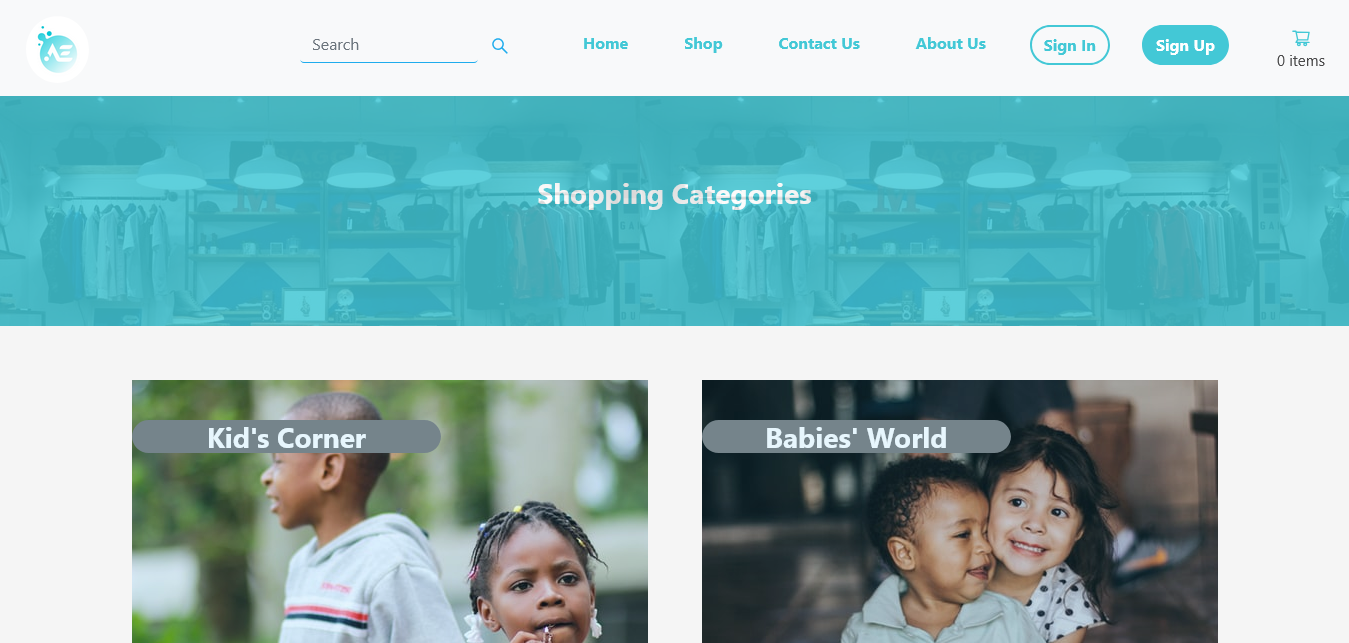 AE
Search
Home
Shop
Contact Us
About Us
Sign In
Sign Up
0 items
Shopping Categories
Kid's Corner
Babies' World